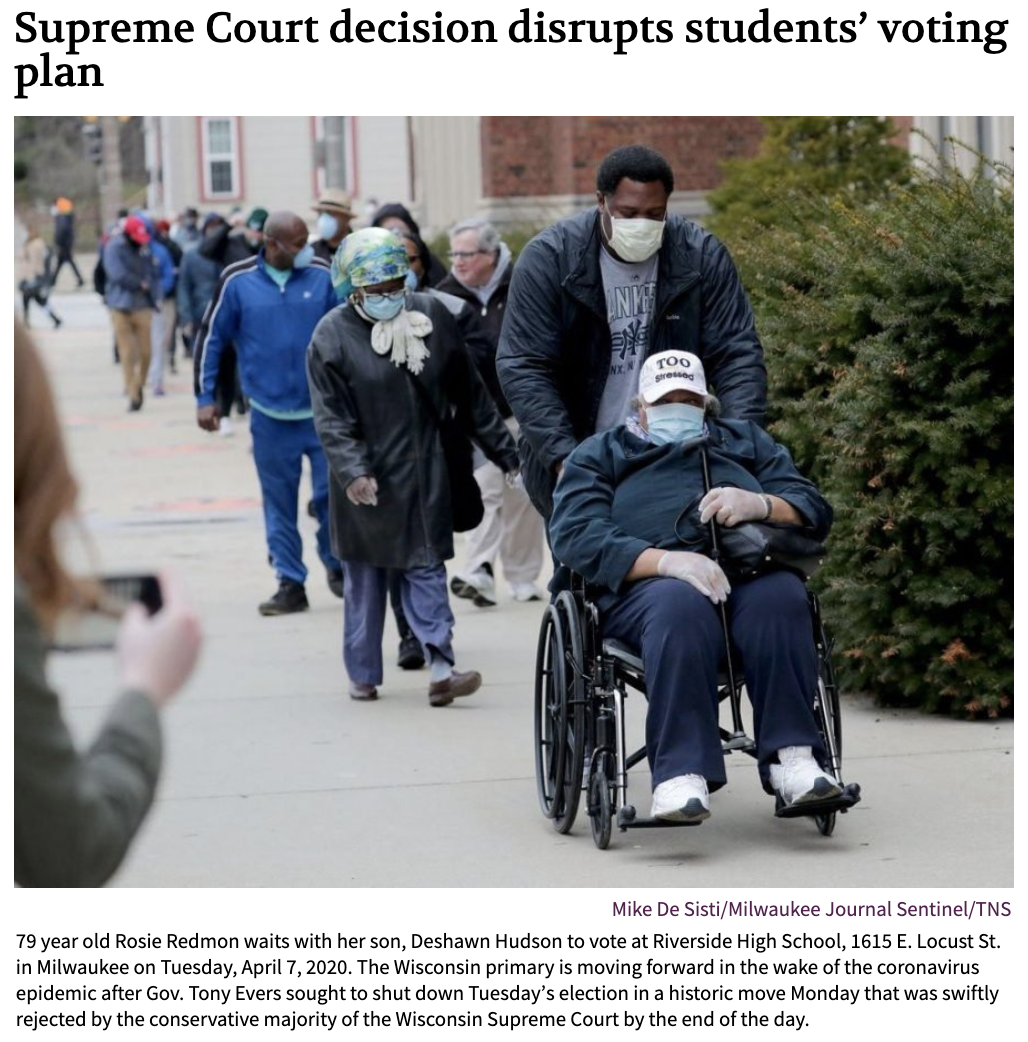 Supreme Court decision disrupts students’ voting
plan
TOO
Stressed
Mike De Sisti/Milwaukee Journal Sentinel/TNS
79 year old Rosie Redmon waits with her son, Deshawn Hudson to vote at Riverside High School, 1615 E. Locust St.
in Milwaukee on Tuesday, April 7, 2020. The Wisconsin primary is moving forward in the wake of the coronavirus
epidemic after Gov. Tony Evers sought to shut down Tuesday’s election in a historic move Monday that was swiftly
rejected by the conservative majority of the Wisconsin Supreme Court by the end of the day.